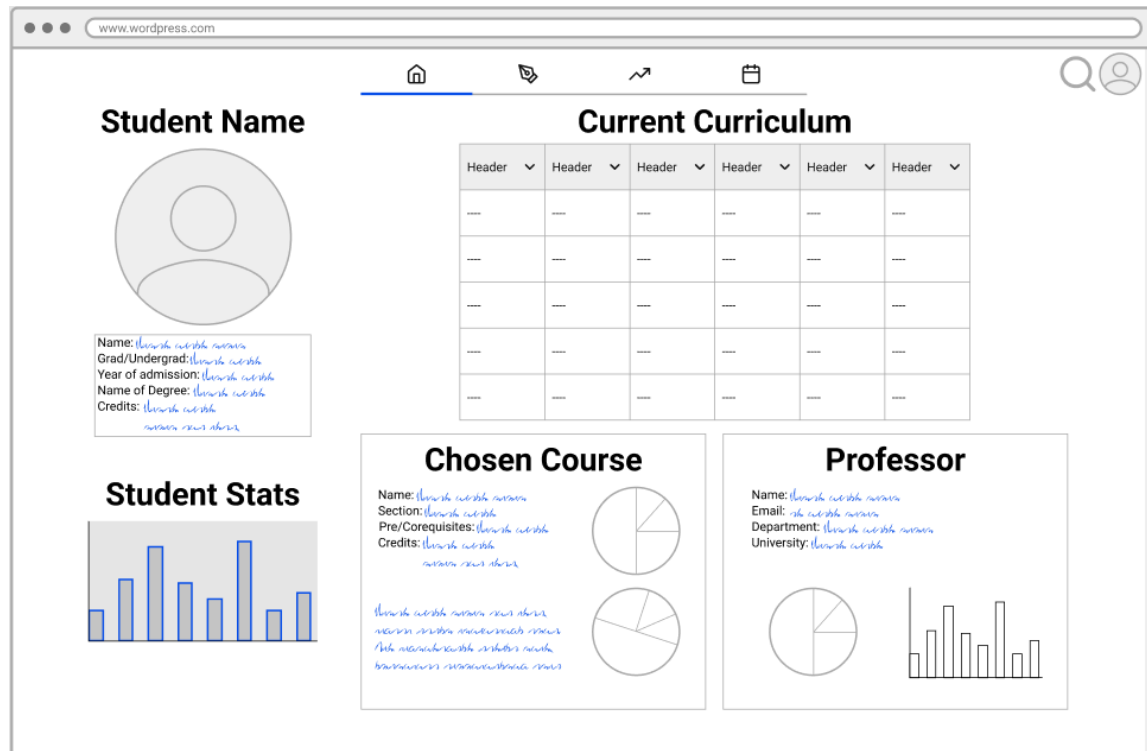 www.wordpress.com
Student Name
Name:
Grad/Undergrad:
Year of admission:
Name of Degree:
Credits:
Student Stats
Current Curriculum
Header Header Header Header Header Header
---- ---- ---- ---- ---- ----
---- ---- ---- ---- ---- ----
---- ---- ---- ---- ---- ----
---- ---- ---- ---- ---- ----
---- ---- ---- ---- ---- ----
Chosen Course
Name:
Section:
Pre/Corequisites:
Credits:
Professor
Name:
Email:
Department:
University: